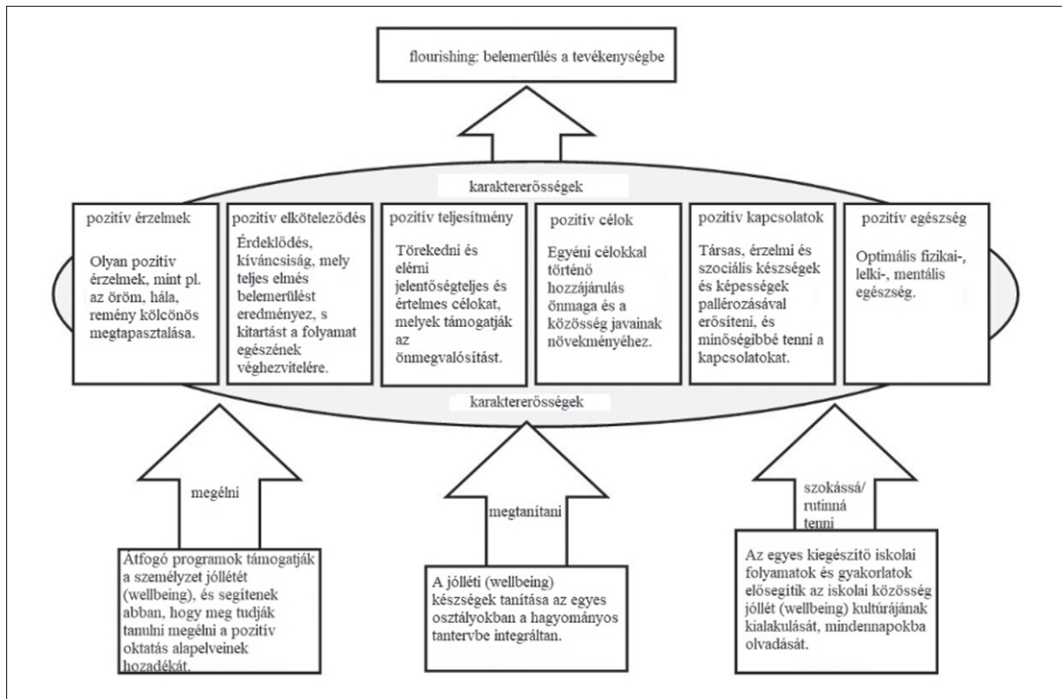 flourishing: belemerülés a tevékenységbe
karaktererősségek
pozitív érzelmek
Olyan pozitív
érzelmek, mint pl.
az öröm, hála,
remény kölcönös
megtapasztalása.
pozitív elköteleződés
Érdeklődés,
kíváncsiság, mely
teljes elmés
belemerülést
eredményez, s
kitartást a folyamat
egészének
véghezvitelére.
pozitív teljesítmény
Törekedni és
elérni
jelentőségteljes és
értelmes célokat,
melyek támogatják
az
önmegvalósítást.
pozitív célok
Egyéni célokkal
történő
hozzájárulás
önmaga és a
közösség javainak
növekményéhez.
pozitív kapcsolatok
Társas, érzelmi és
szociális készségek
és képességek
pallérozásával
erősíteni, és
minőségibbé tenni a
kapcsolatokat.
pozitív egészség
Optimális fizikai-,
lelki-, mentális
egészség.
karaktererősségek
megélni
megtanítani
szokássá/
rutinná
tenni
Átfogó programok támogatják
a személyzet jóllétét
(wellbeing), és segítenek
abban, hogy meg tudják
tanulni megélni a pozitív
oktatás alapelveinek
hozadékát.
A jólléti (wellbeing)
készségek tanítása az egyes
osztályokban a hagyományos
tantervbe integráltan.
Az egyes kiegészítő iskolai
folyamatok és gyakorlatok
elősegítik az iskolai közösség
jóllét (wellbeing) kultúrájának
kialakulását, mindennapokba
olvadását.